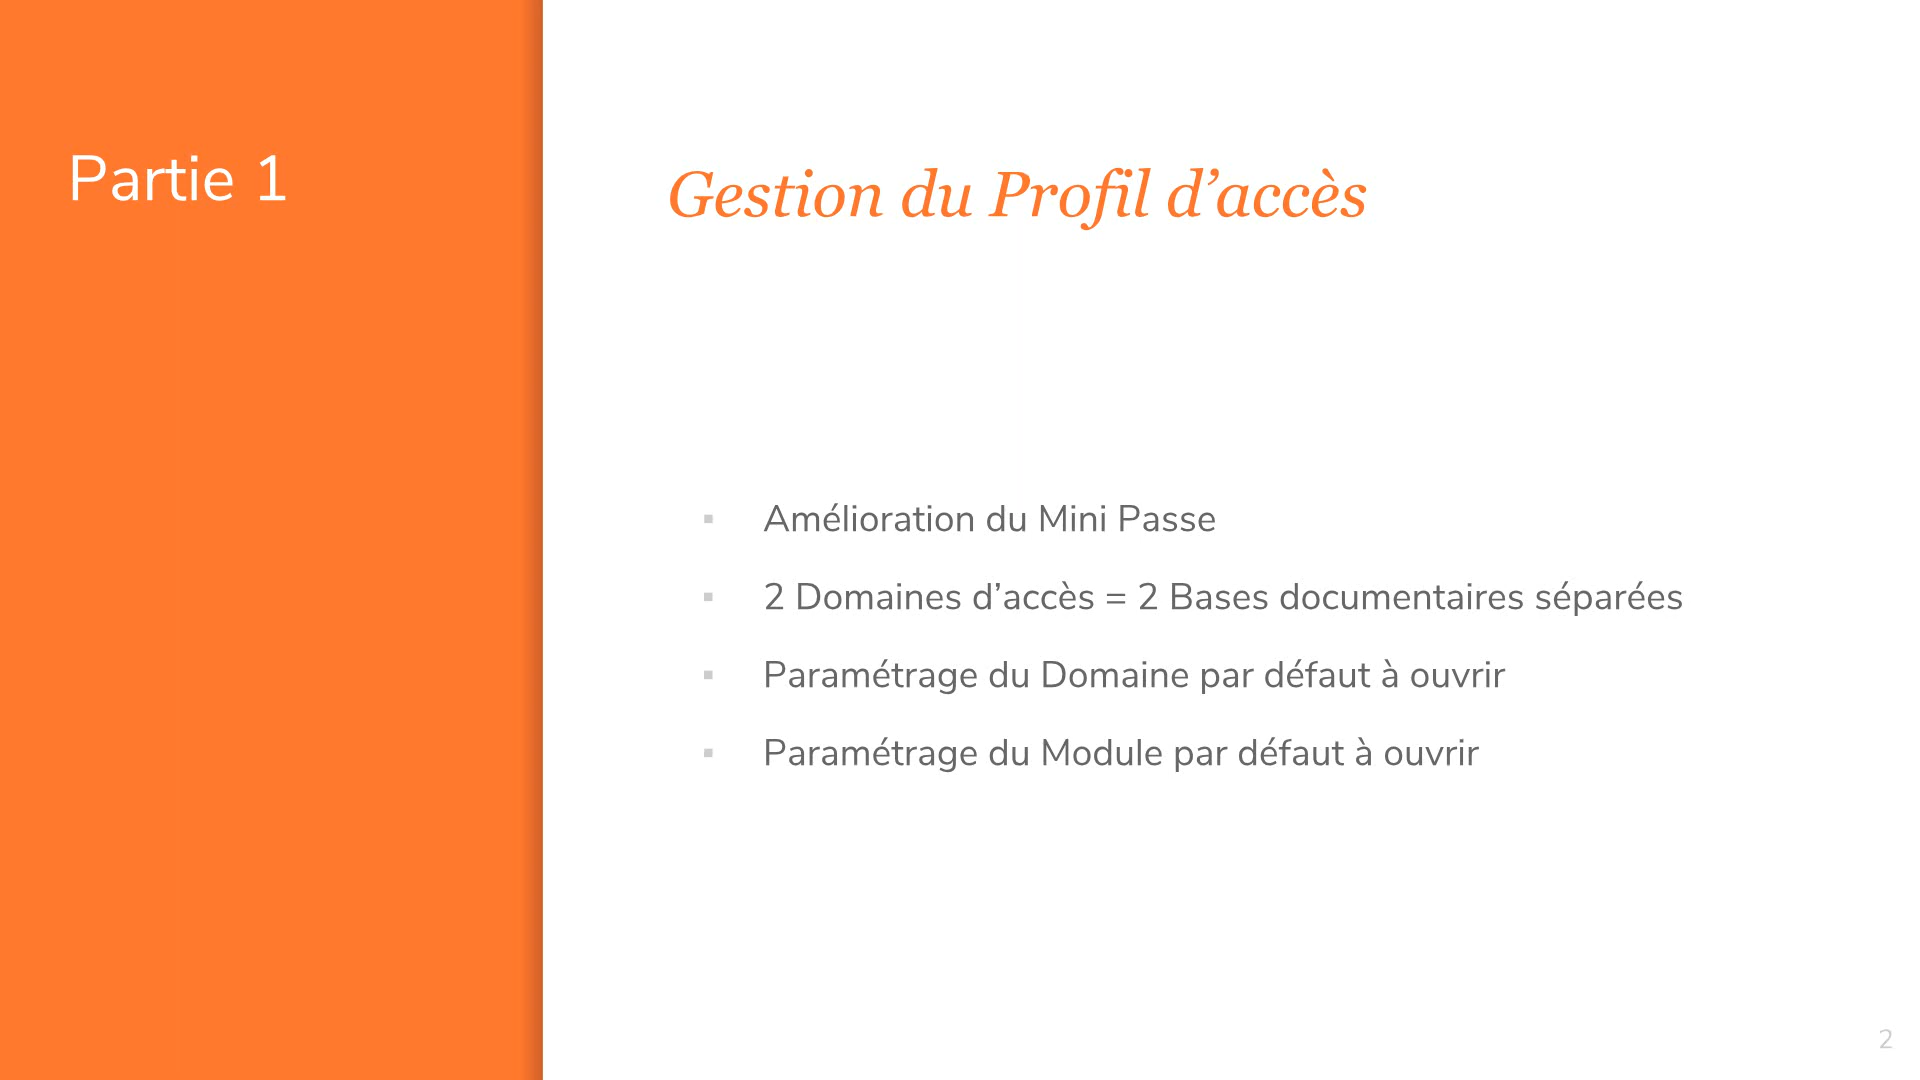 Partie 1
Gestion du Profil d’accès
▪ Amélioration du Mini Passe
▪ 2 Domaines d’accès = 2 Bases documentaires séparées
▪ Paramétrage du Domaine par défaut à ouvrir
▪ Paramétrage du Module par défaut à ouvrir
2